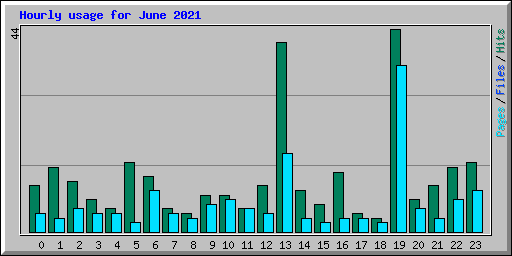 Hourly usage for June 2021
44
Pages/Files/Hits
0 1 2 3 4 5 6 7 8 9 10 11 12 13 14 15 16 17 18 19 20 21 22 23